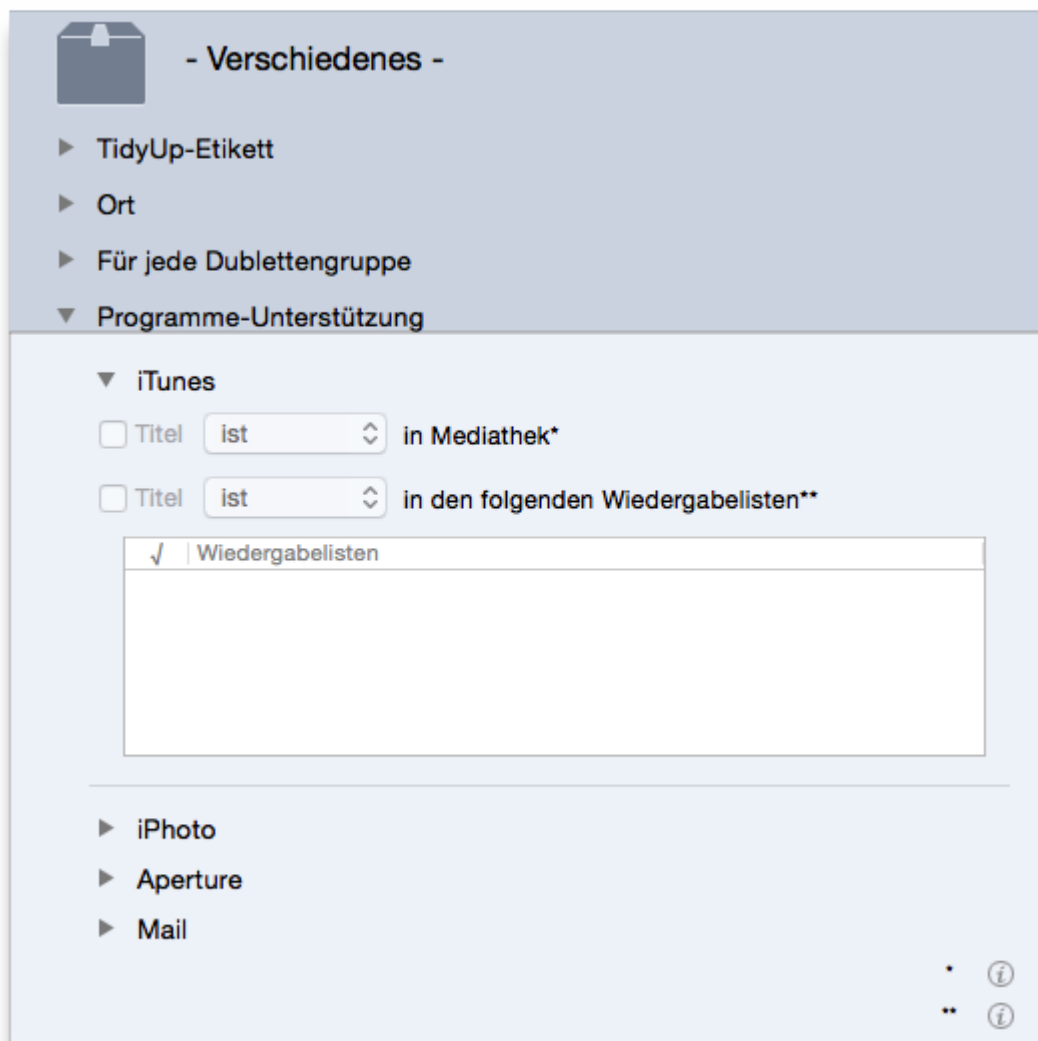 - Verschiedenes -
TidyUp-Etikett
Ort
Für jede Dublettengruppe
Programme-Unterstützung
iTunes
Titel ist in Mediathek*
Titel ist in den folgenden Wiedergabelisten**
√ Wiedergabelisten
iPhoto
Aperture
Mail
* i
** i